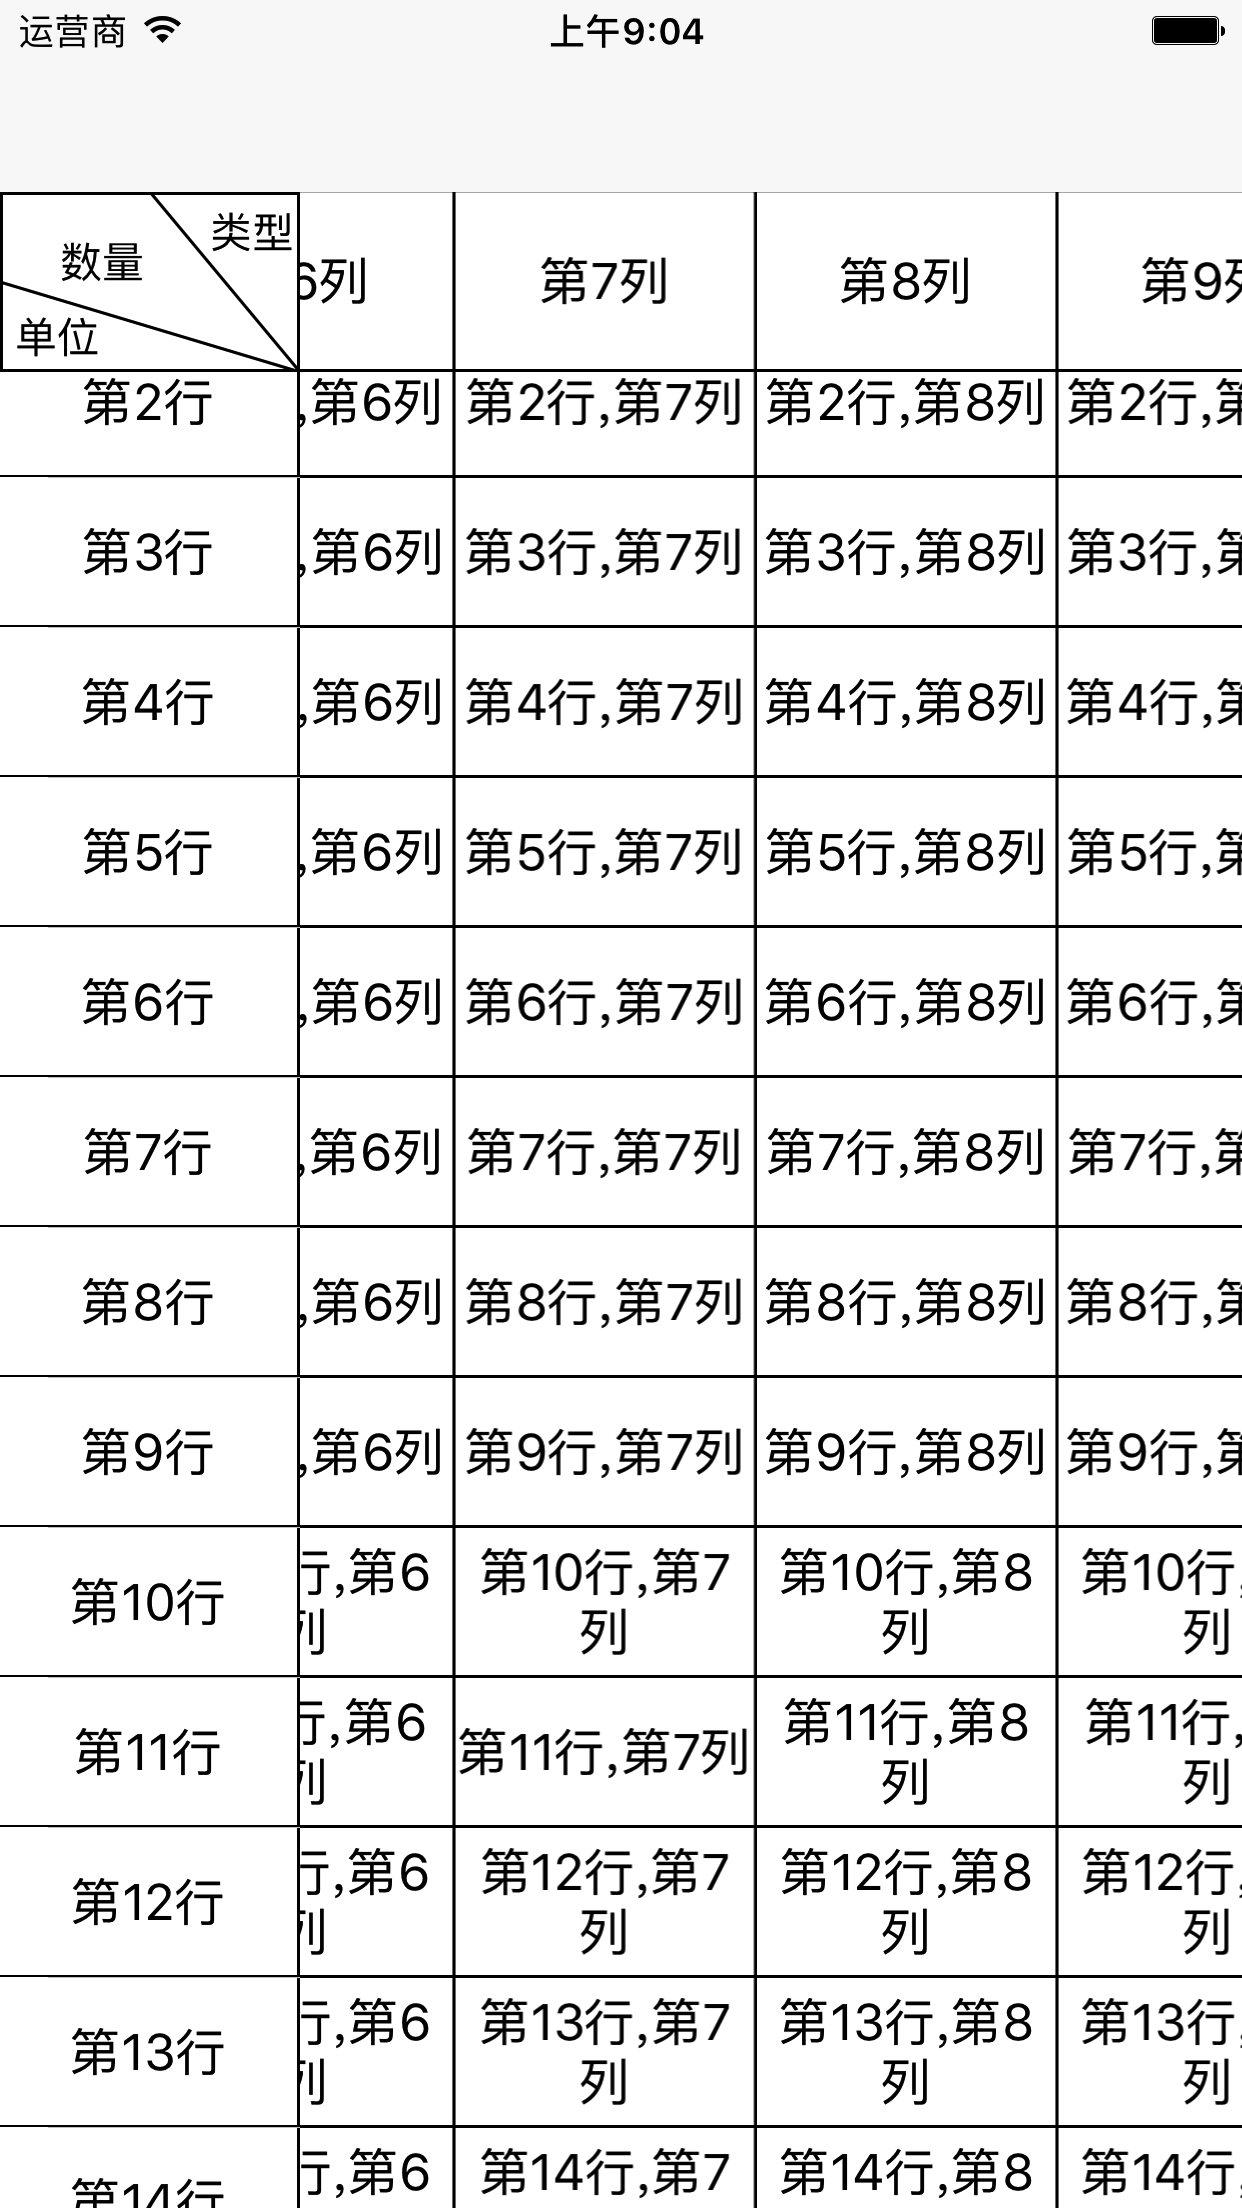 运营商 上午9:04
类型
数量
单位
6列 第7列 第8列 第9列
第2行 ,第6列 第2行,第7列 第2行,第8列 第2行,第
第3行 ,第6列 第3行,第7列 第3行,第8列 第3行,第
第4行 ,第6列 第4行,第7列 第4行,第8列 第4行,第
第5行 ,第6列 第5行,第7列 第5行,第8列 第5行,第
第6行 ,第6列 第6行,第7列 第6行,第8列 第6行,第
第7行 ,第6列 第7行,第7列 第7行,第8列 第7行,第
第8行 ,第6列 第8行,第7列 第8行,第8列 第8行,第
第9行 ,第6列 第9行,第7列 第9行,第8列 第9行,第
第10行 行,第6 第10行,第7 第10行,第8 第10行,
列 列 列 列
第11行 行,第6 第11行,第7列 第11行,第8 第11行,
列 列 列
第12行 行,第6 第12行,第7 第12行,第8 第12行,
列 列 列 列
第13行 行,第6 第13行,第7 第13行,第8 第13行,
列 列 列 列
第14行 行,第6 第14行,第7 第14行,第8 第14行,